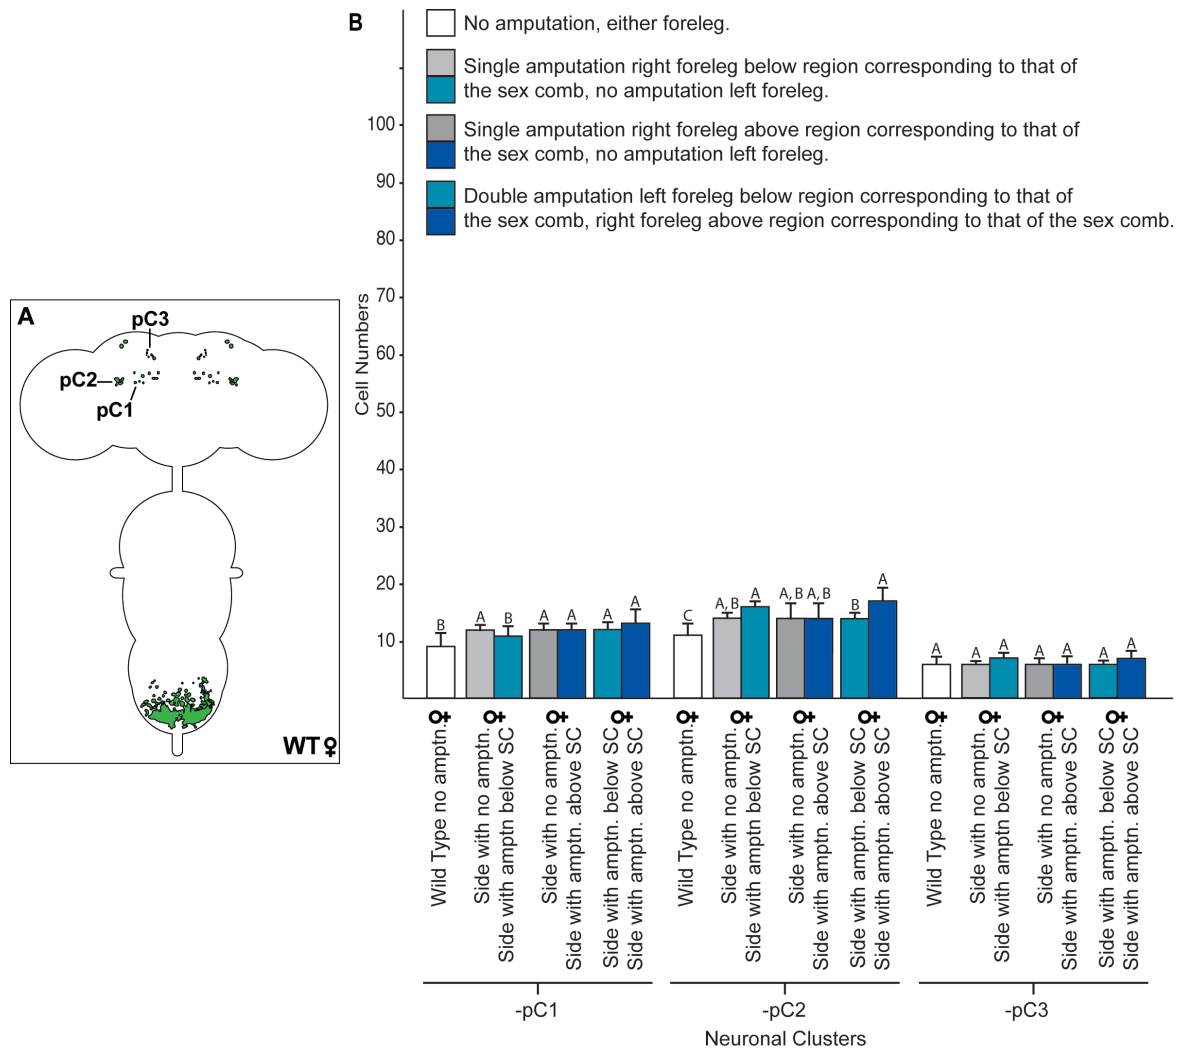 A
pC3
pC2
pC1
WT♀
B
No amputation, either foreleg.
Single amputation right foreleg below region corresponding to that of
the sex comb, no amputation left foreleg.
Single amputation right foreleg above region corresponding to that of
the sex comb, no amputation left foreleg.
Double amputation left foreleg below region corresponding to that of
the sex comb, right foreleg above region corresponding to that of the sex comb.
100
90
80
70
60
50
40
30
20
10
Cell Numbers
B
A
B
A
A
A
A
C
A,B
A
A,B
A,B
B
A
A
A
A
A
A
A
A
♀
♀
♀
♀
♀
♀
♀
♀
♀
♀
♀
♀
Wild Type no amptn.
Side with no amptn.
Side with amptn below SC
Side with no amptn.
Side with amptn. above SC
Side with amptn. below SC
Side with amptn. above SC
Wild Type no amptn.
Side with no amptn.
Side with amptn below SC
Side with no amptn.
Side with amptn. above SC
Side with amptn. below SC
Side with amptn. above SC
Wild Type no amptn.
Side with no amptn.
Side with amptn below SC
Side with no amptn.
Side with amptn. above SC
Side with amptn. below SC
Side with amptn. above SC
-pC1
-pC2
-pC3
Neuronal Clusters